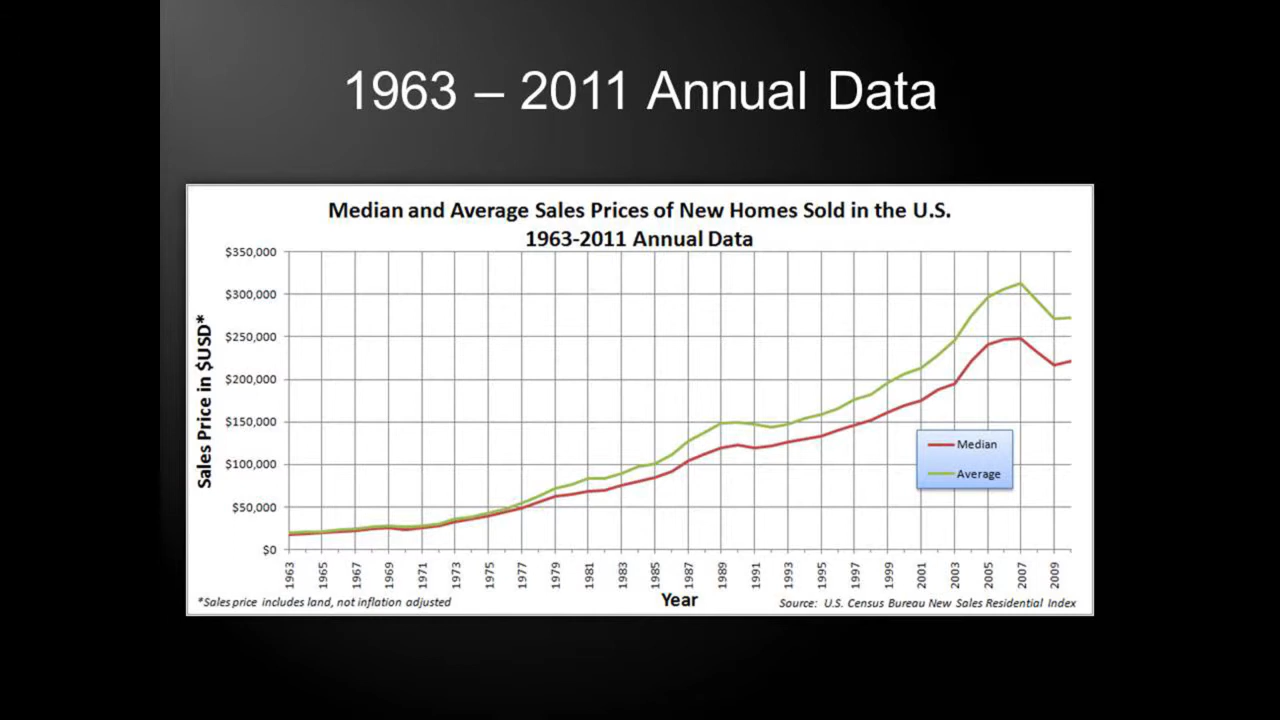 1963 – 2011 Annual Data
Median and Average Sales Prices of New Homes Sold in the U.S.
1963-2011 Annual Data
Sales Price in $USD*
$350,000
$300,000
$250,000
$200,000
$150,000
$100,000
$50,000
$0
Median
Average
1963 1965 1967 1969 1971 1973 1975 1977 1979 1981 1983 1985 1987 1989 1991 1993 1995 1997 1999 2001 2003 2005 2007 2009
*Sales price includes land, not inflation adjusted
Year
Source: U.S. Census Bureau New Sales Residential Index